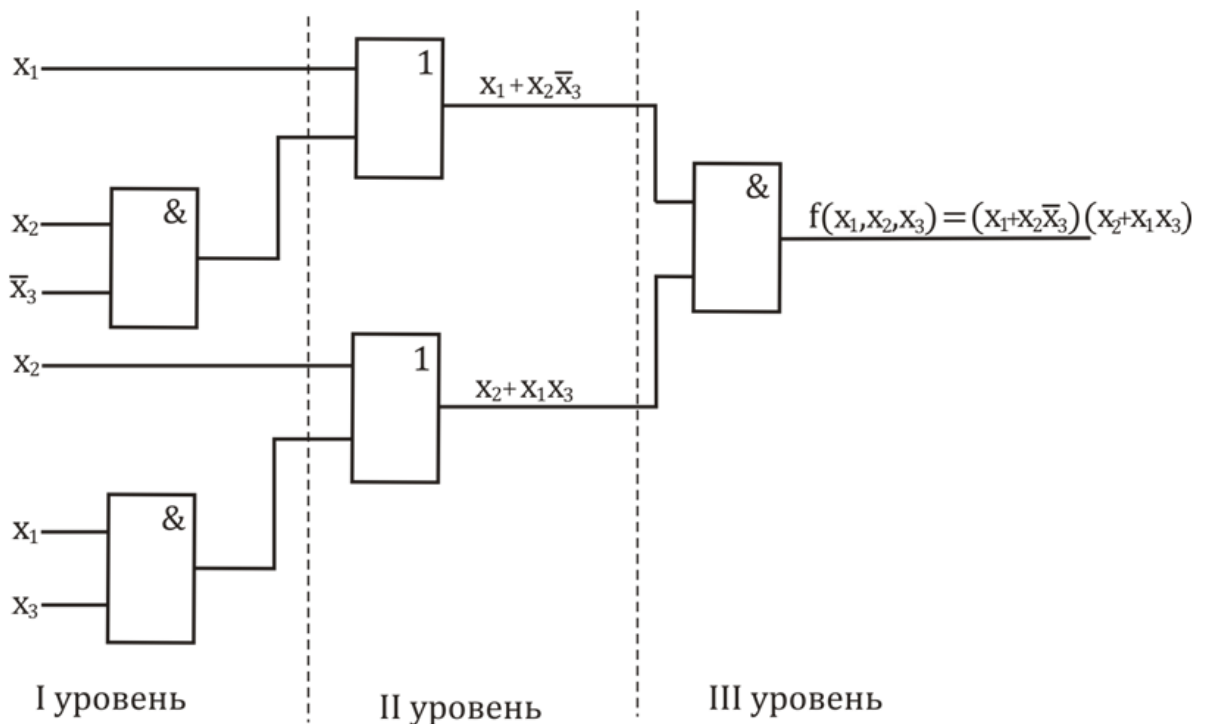 x₁
1
x₁+x₂x̅₃
&
x₂
x̅₃
&
f(x₁,x₂,x₃)=(x₁+x₂x̅₃)(x₂+x₁x₃)
x₂
1
x₂+x₁x₃
x₁
&
x₃
I уровень
II уровень
III уровень